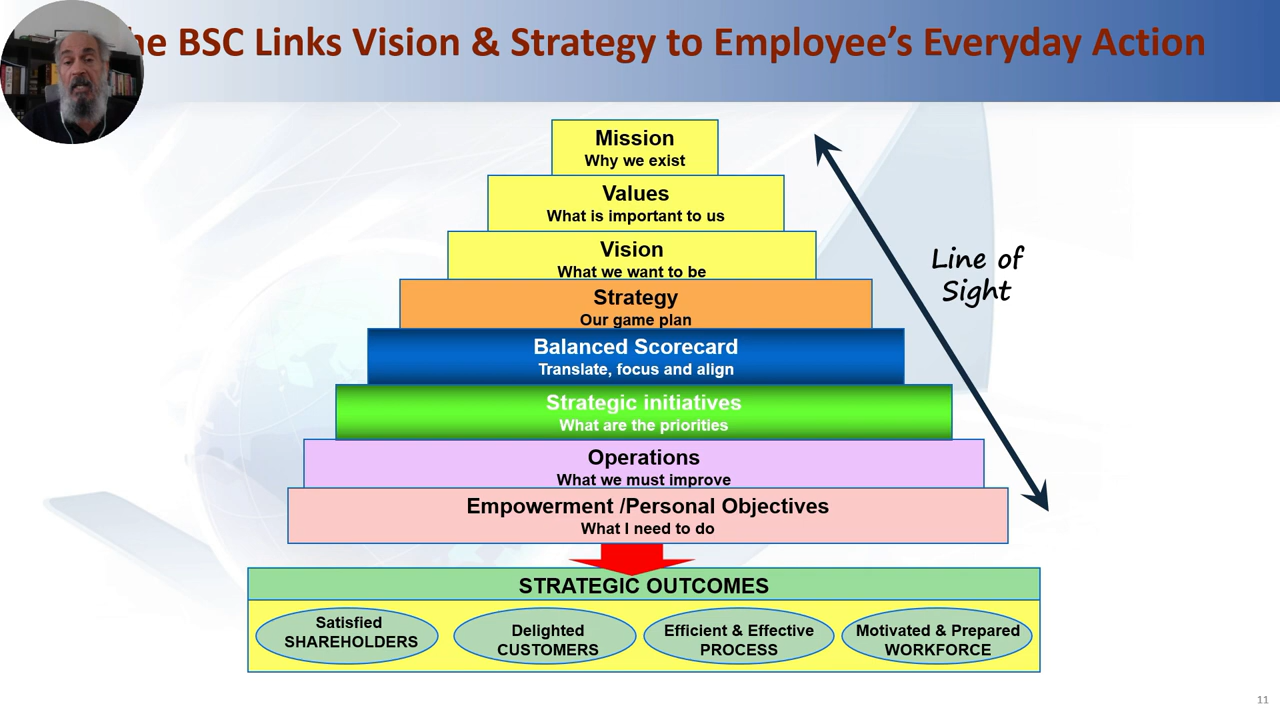 he BSC Links Vision & Strategy to Employee’s Everyday Action
Mission
Why we exist
Values
What is important to us
Vision
What we want to be
Strategy
Our game plan
Balanced Scorecard
Translate, focus and align
Strategic initiatives
What are the priorities
Operations
What we must improve
Empowerment /Personal Objectives
What I need to do
Line of
Sight
STRATEGIC OUTCOMES
Satisfied
SHAREHOLDERS
Delighted
CUSTOMERS
Efficient & Effective
PROCESS
Motivated & Prepared
WORKFORCE
11